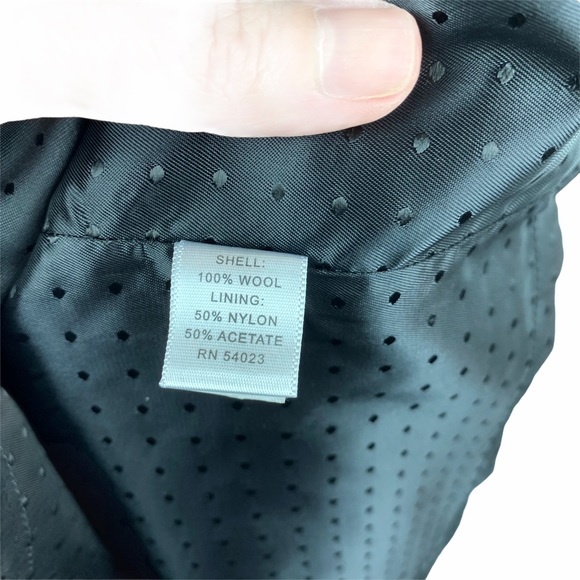 SHELL:
100% WOOL
LINING:
50% NYLON
50% ACETATE
RN 54023